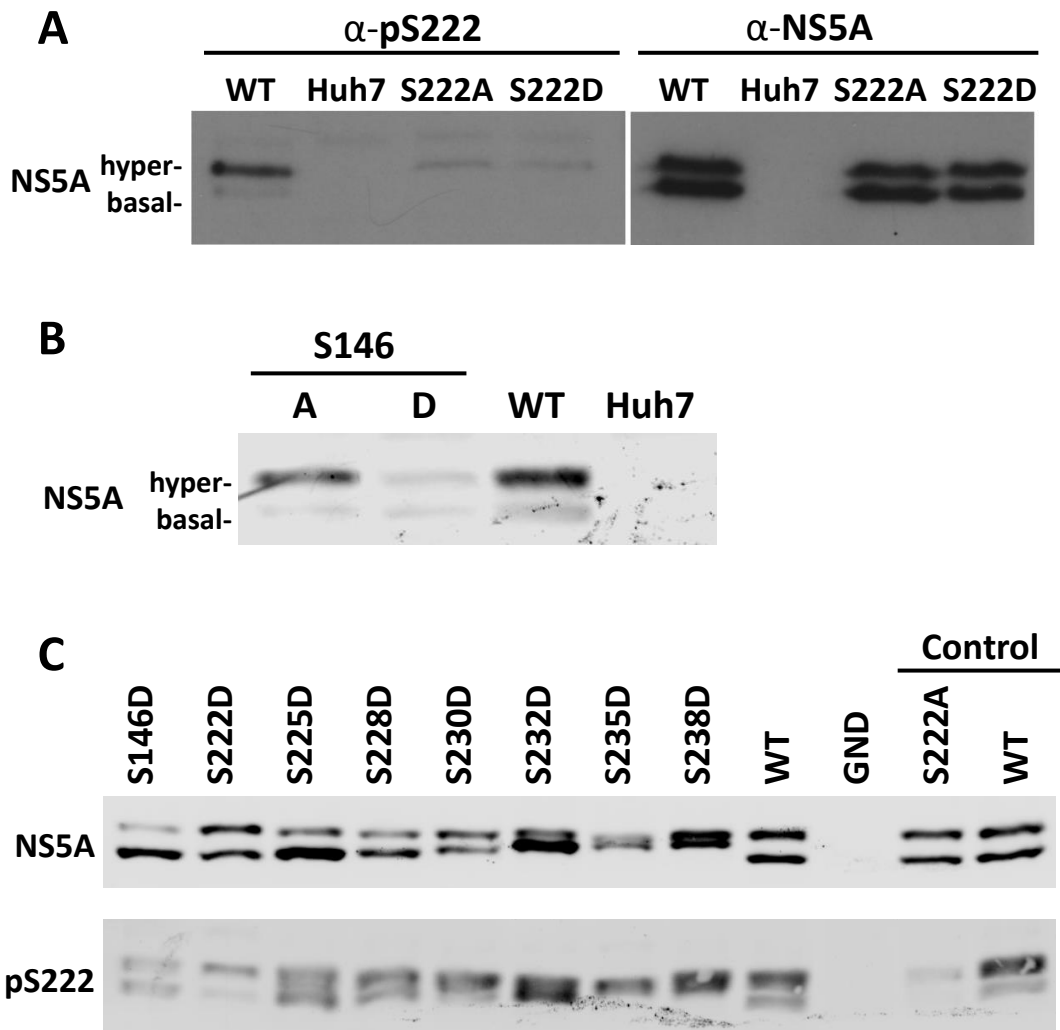 A
α-pS222
α-NS5A
WT Huh7 S222A S222D
WT Huh7 S222A S222D
NS5A
hyper-
basal-
B
S146
A D WT Huh7
NS5A
hyper-
basal-
C
Control
S146D S222D S225D S228D S230D S232D S235D S238D WT GND S222A WT
NS5A
pS222